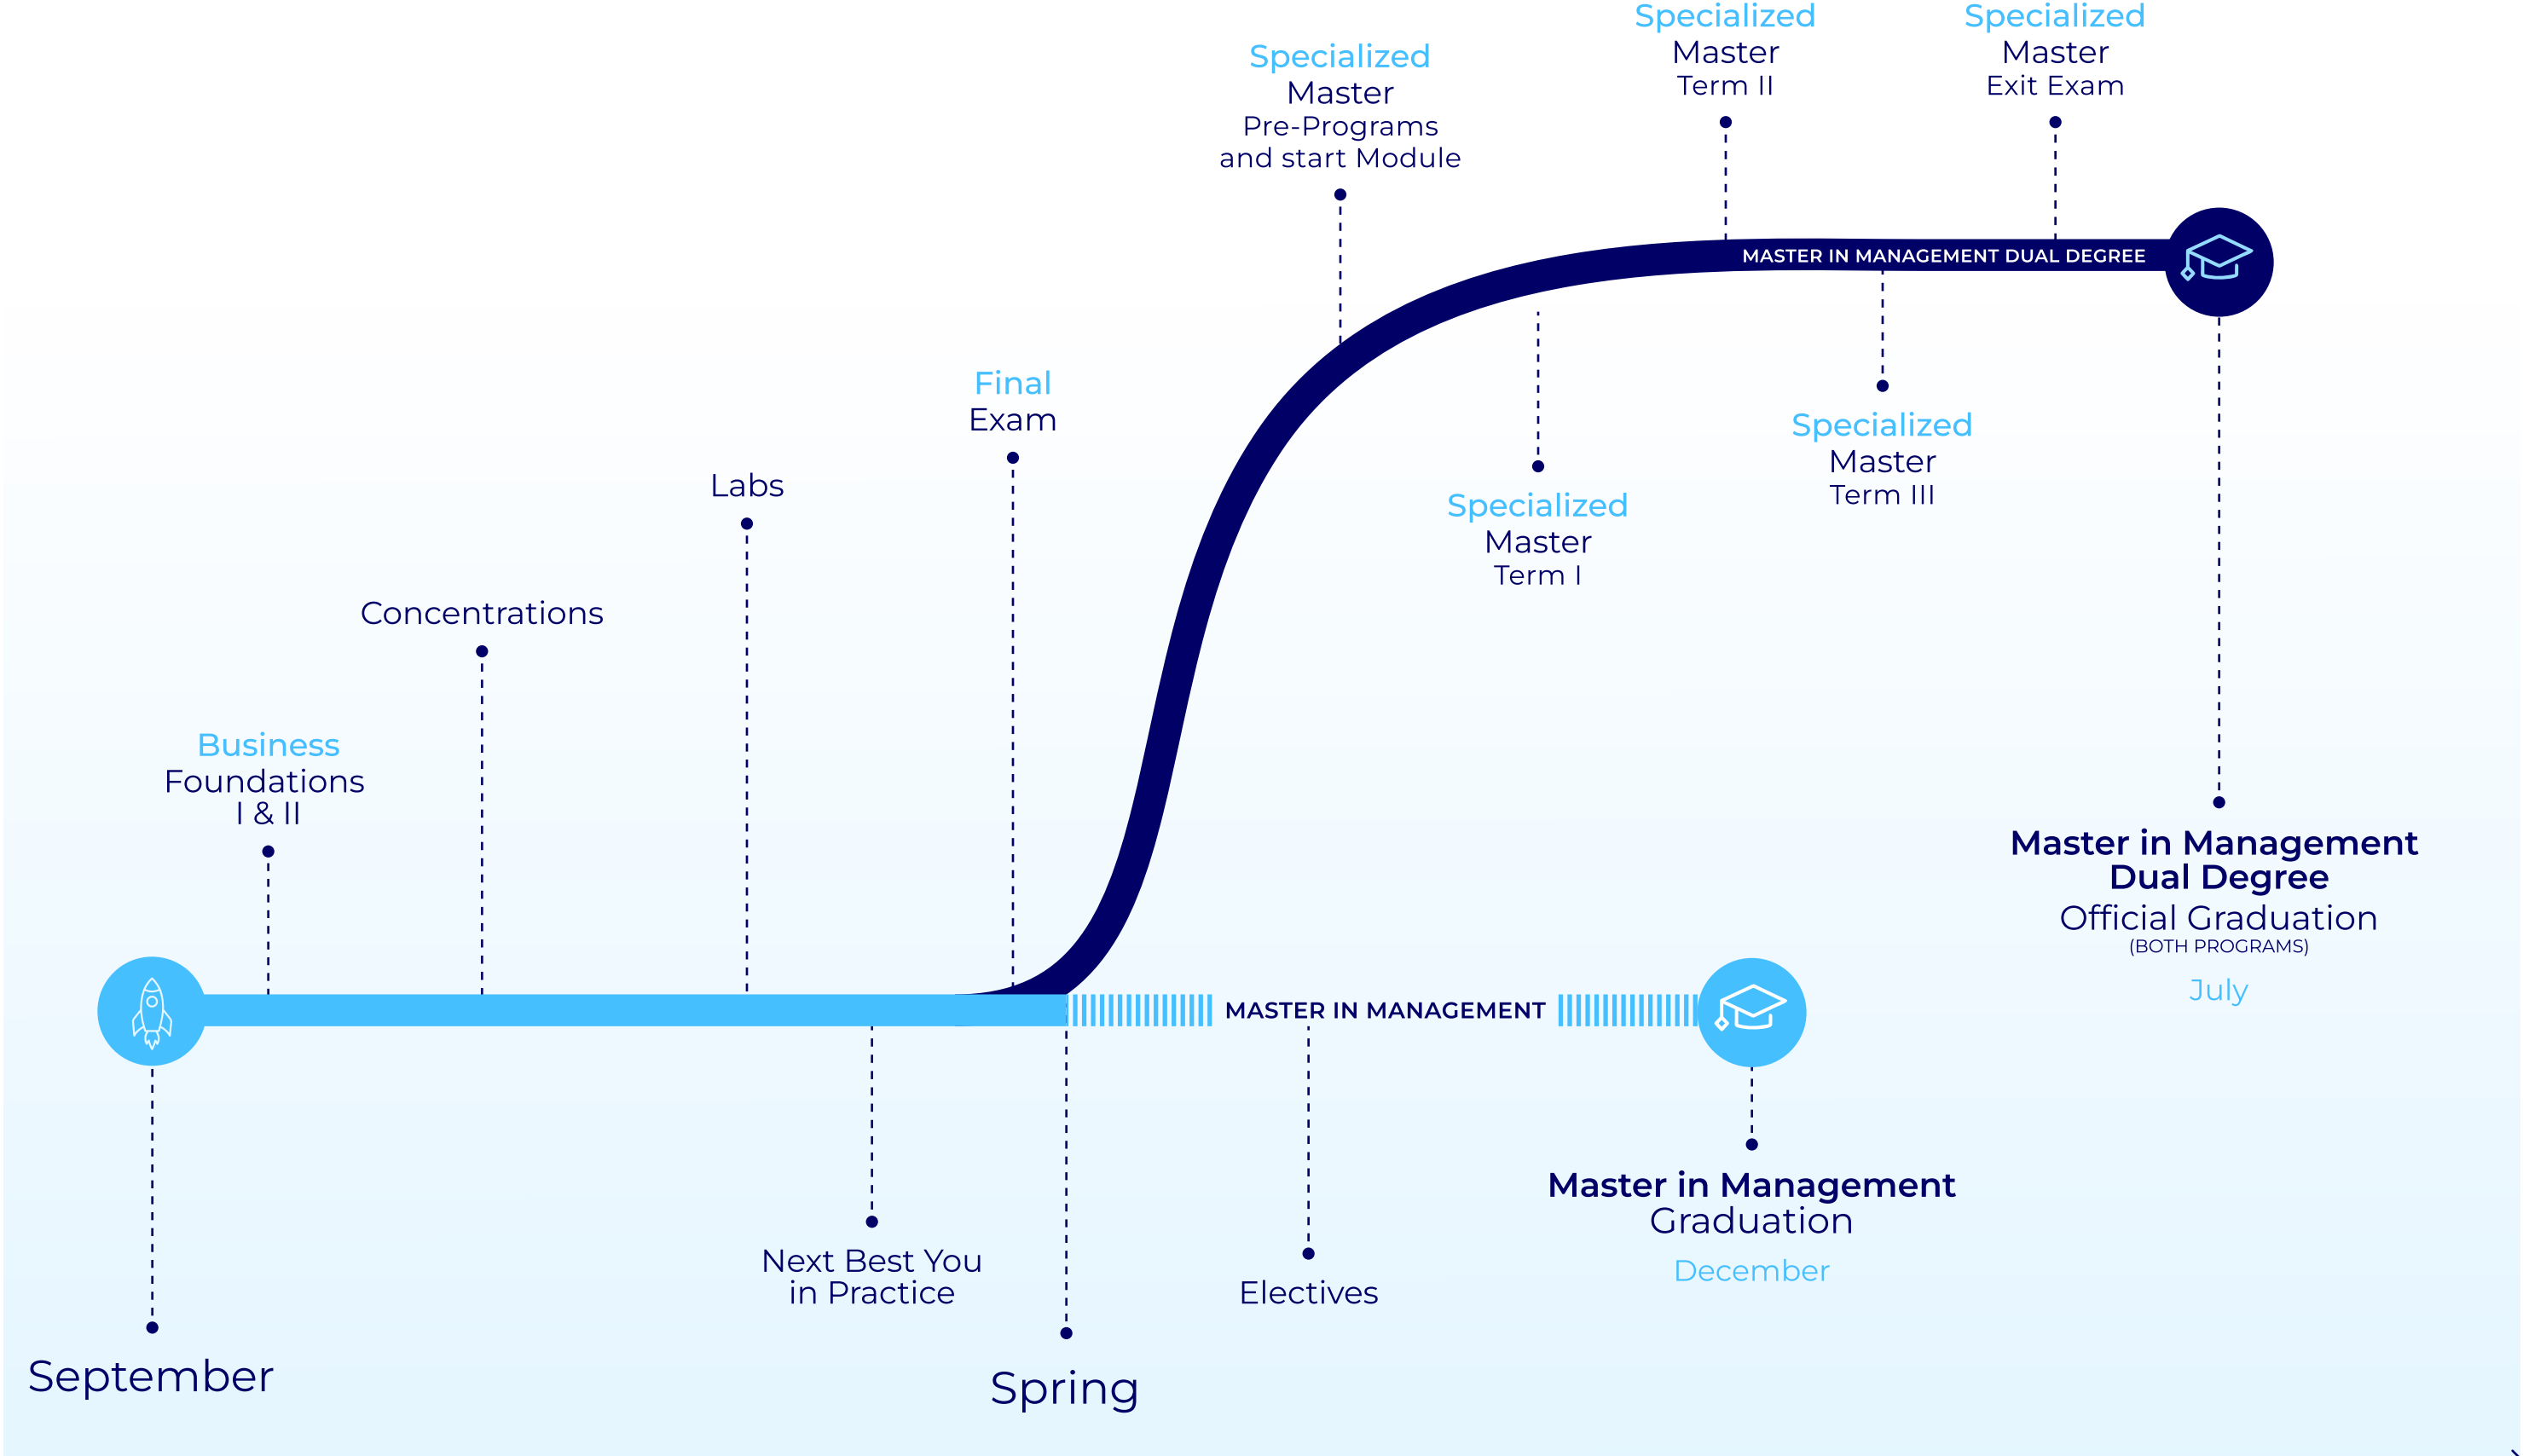 Specialized
Master
Pre-Programs
and start Module
Specialized
Master
Term II
Specialized
Master
Exit Exam
MASTER IN MANAGEMENT DUAL DEGREE
Final
Exam
Labs
Concentrations
Business
Foundations
I & II
Specialized
Master
Term I
Specialized
Master
Term III
Master in Management
Dual Degree
Official Graduation
(BOTH PROGRAMS)
July
MASTER IN MANAGEMENT
Next Best You
in Practice
Electives
Master in Management
Graduation
December
September
Spring